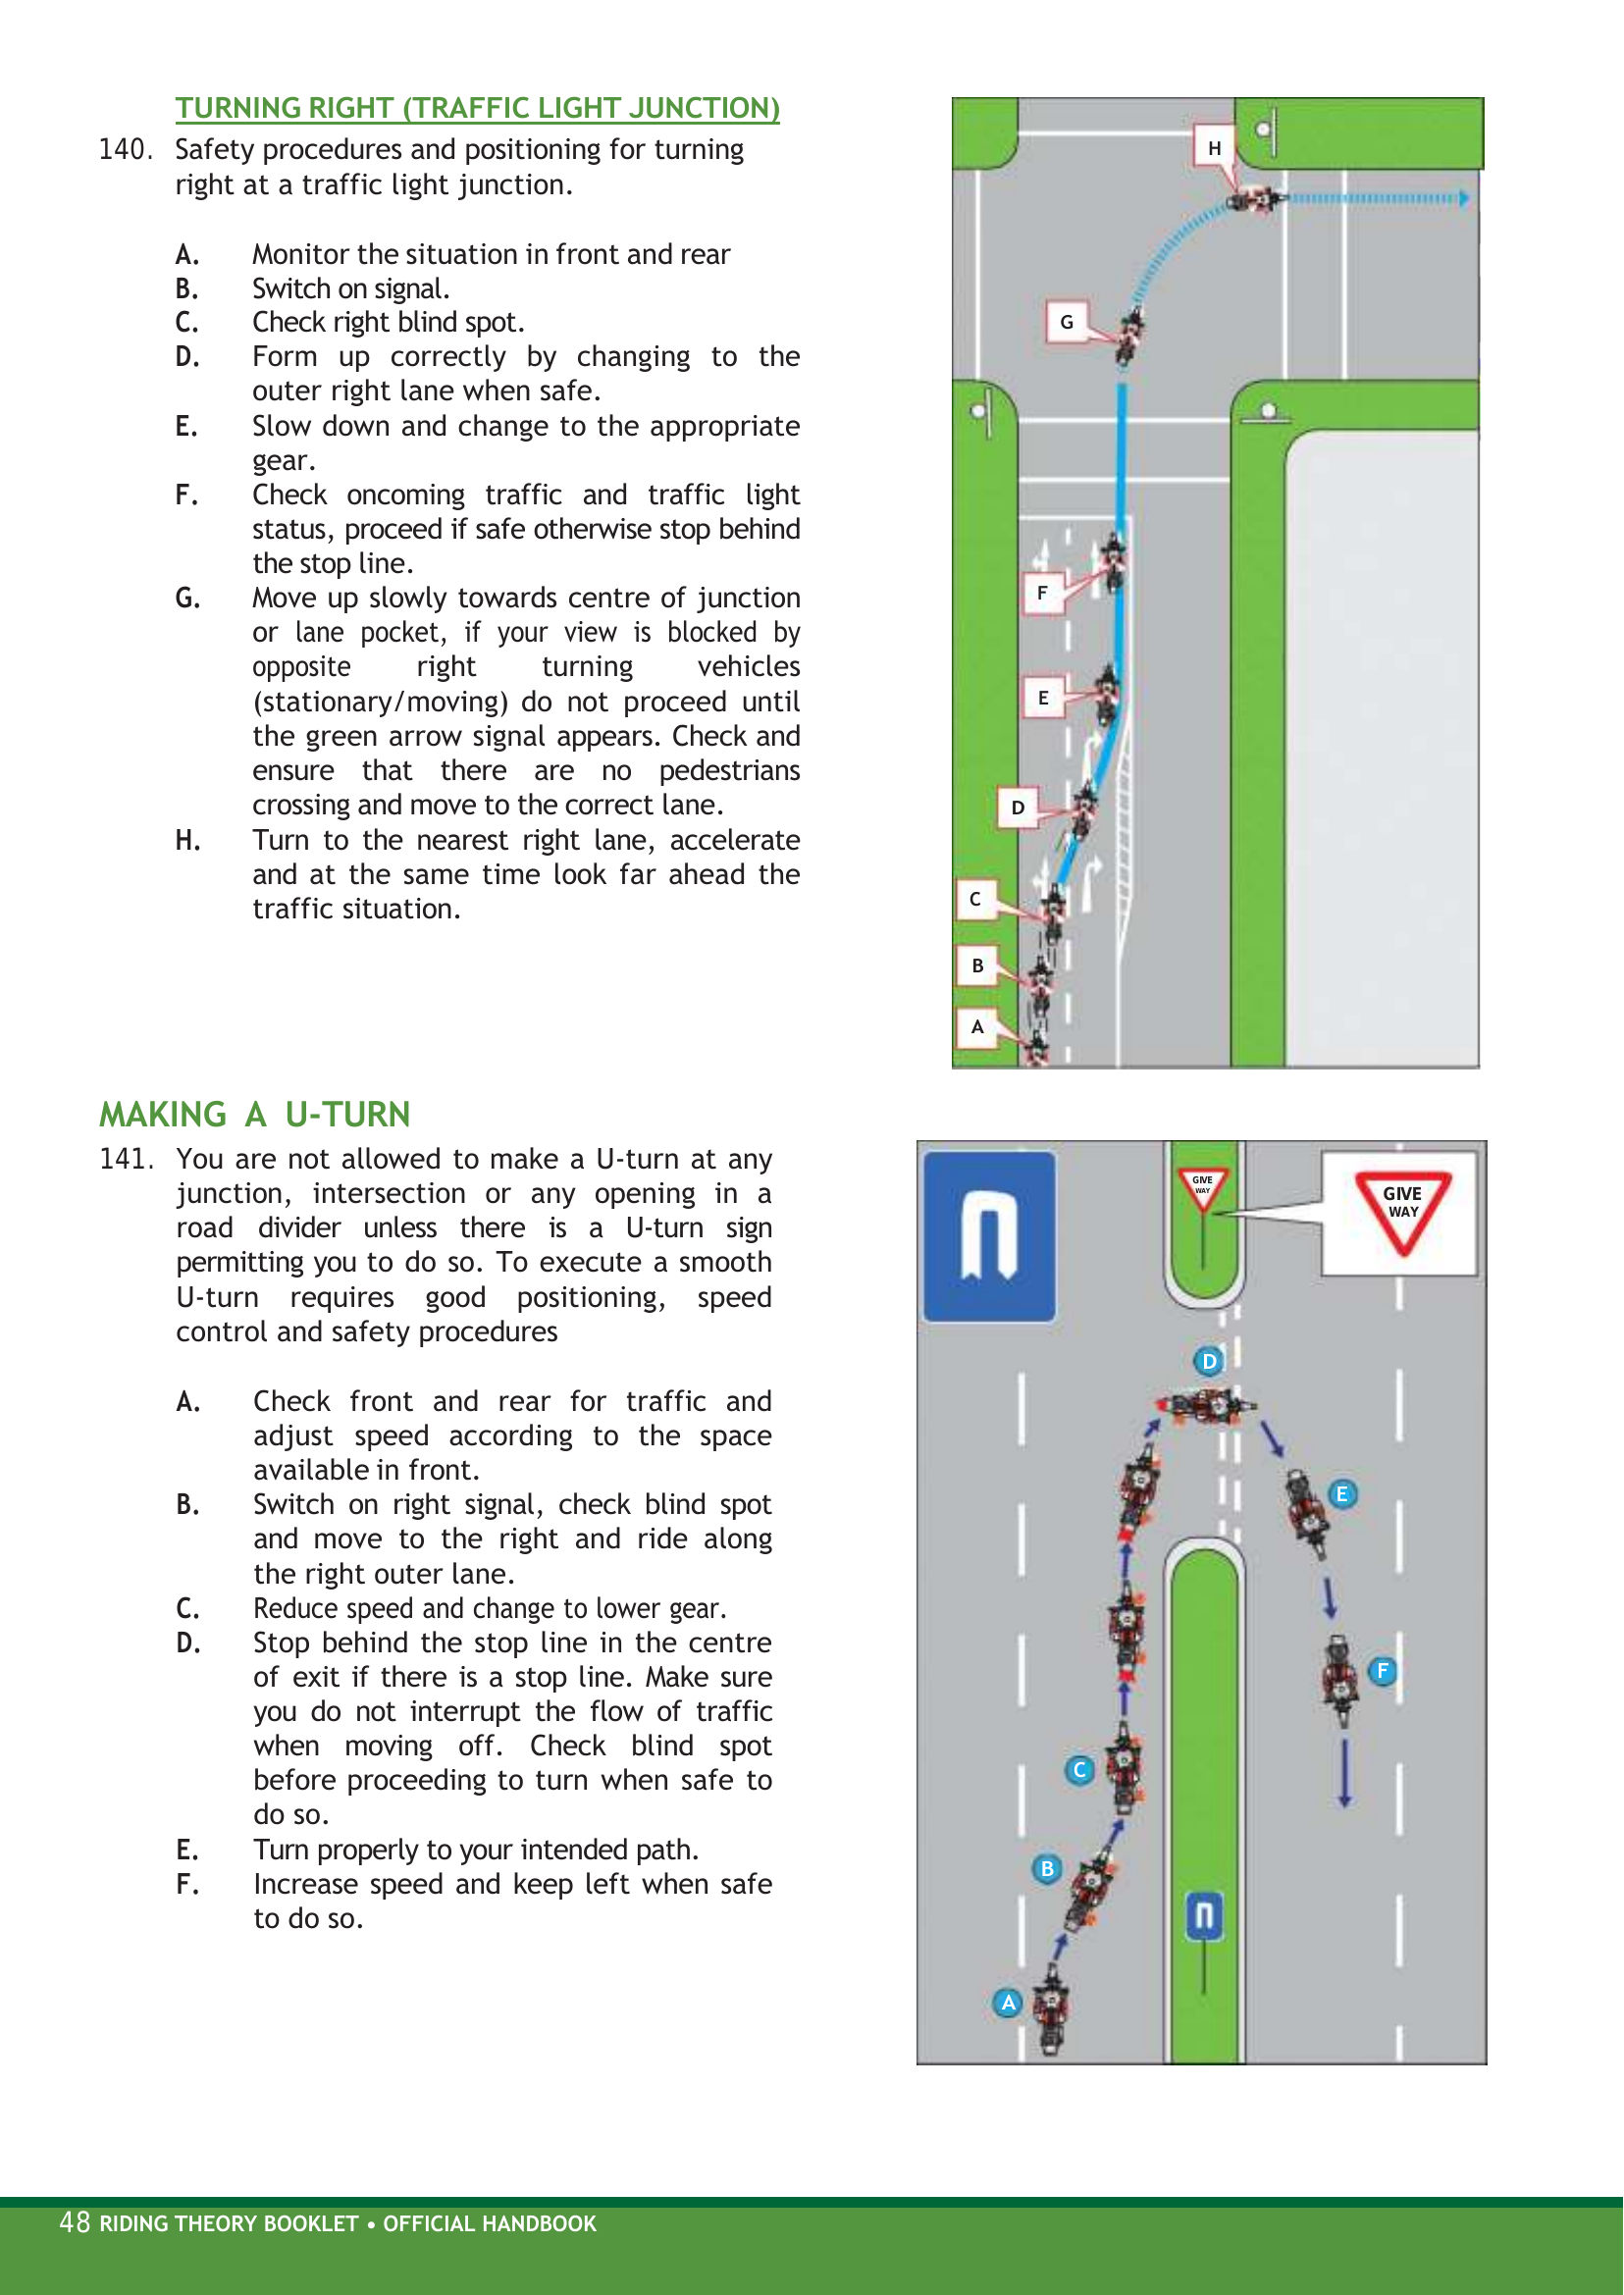 TURNING RIGHT (TRAFFIC LIGHT JUNCTION)
140. Safety procedures and positioning for turning
right at a traffic light junction.
A. Monitor the situation in front and rear
B. Switch on signal.
C. Check right blind spot.
D. Form up correctly by changing to the
outer right lane when safe.
E. Slow down and change to the appropriate
gear.
F. Check oncoming traffic and traffic light
status, proceed if safe otherwise stop behind
the stop line.
G. Move up slowly towards centre of junction
or lane pocket, if your view is blocked by
opposite right turning vehicles
(stationary/moving) do not proceed until
the green arrow signal appears. Check and
ensure that there are no pedestrians
crossing and move to the correct lane.
H. Turn to the nearest right lane, accelerate
and at the same time look far ahead the
traffic situation.
H
G
F
E
D
C
B
A
MAKING A U-TURN
141. You are not allowed to make a U-turn at any
junction, intersection or any opening in a
road divider unless there is a U-turn sign
permitting you to do so. To execute a smooth
U-turn requires good positioning, speed
control and safety procedures
A. Check front and rear for traffic and
adjust speed according to the space
available in front.
B. Switch on right signal, check blind spot
and move to the right and ride along
the right outer lane.
C. Reduce speed and change to lower gear.
D. Stop behind the stop line in the centre
of exit if there is a stop line. Make sure
you do not interrupt the flow of traffic
when moving off. Check blind spot
before proceeding to turn when safe to
do so.
E. Turn properly to your intended path.
F. Increase speed and keep left when safe
to do so.
GIVE
WAY
GIVE
WAY
D
E
F
C
B
A
48 RIDING THEORY BOOKLET • OFFICIAL HANDBOOK